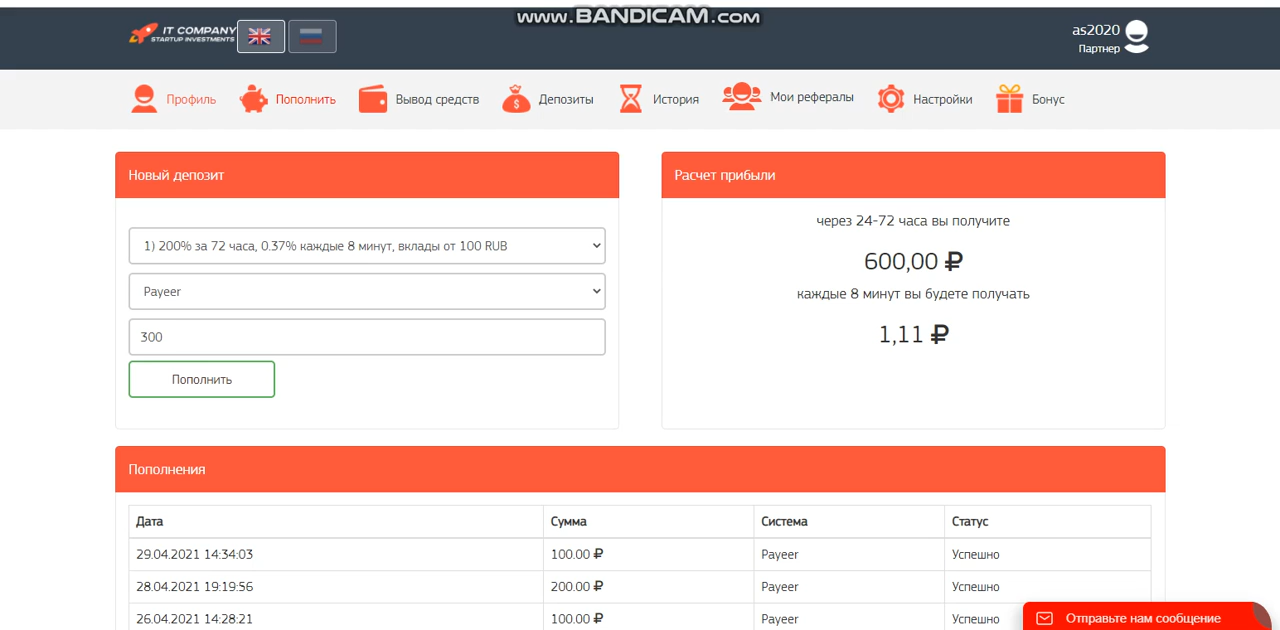 www.BANDICAM.com
IT COMPANY
STARTUP INVESTMENTS
as2020
Партнер
Профиль
Пополнить
Вывод средств
Депозиты
История
Мои рефералы
Настройки
Бонус
Новый депозит
1) 200% за 72 часа, 0.37% каждые 8 минут, вклады от 100 RUB
Payeer
300
Пополнить
Расчет прибыли
через 24-72 часа вы получите
600,00 ₽
каждые 8 минут вы будете получать
1,11 ₽
Пополнения
Дата Сумма Система Статус
29.04.2021 14:34:03 100.00 ₽ Payeer Успешно
28.04.2021 19:19:56 200.00 ₽ Payeer Успешно
26.04.2021 14:28:21 100.00 ₽ Payeer Успешно
Отправьте нам сообщение